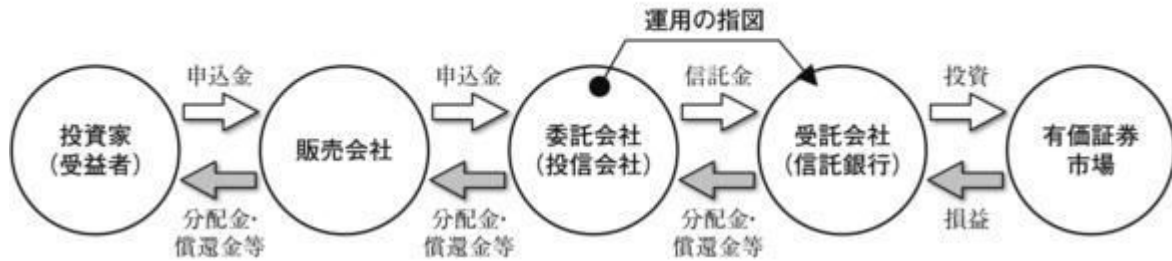 運用の指図
申込金
申込金
信託金
投資
投資家
(受益者)
販売会社
委託会社
(投信会社)
受託会社
(信託銀行)
有価証券
市場
分配金・
償還金等
分配金・
償還金等
分配金・
償還金等
損益